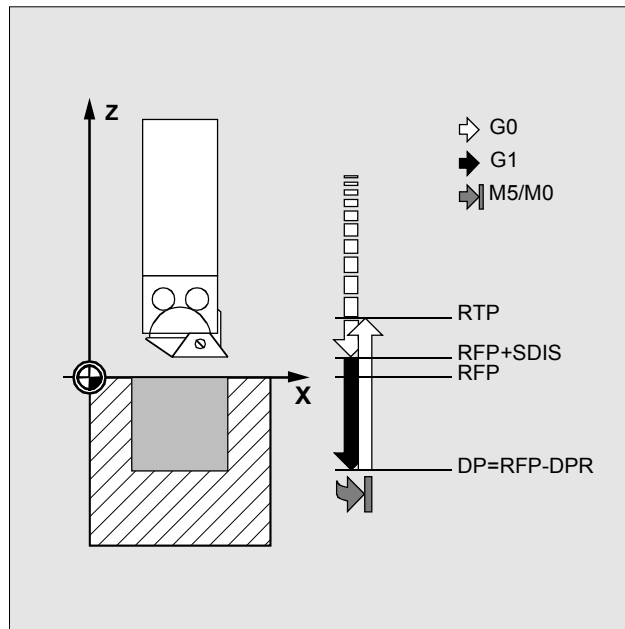 Z
G0
G1
M5/M0
RTP
RFP+SDIS
RFP
X
DP=RFP-DPR